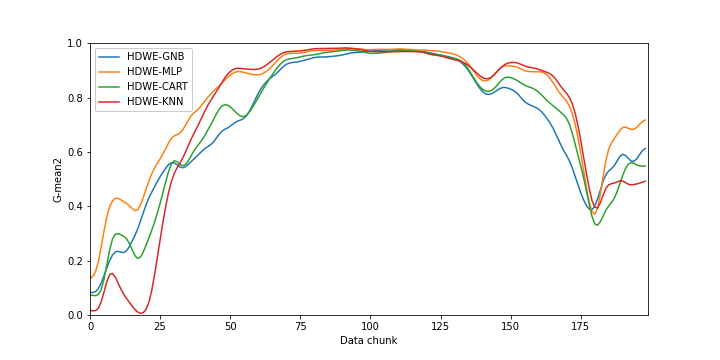 1.0
0.8
0.6
0.4
0.2
0.0
G-mean2
HDWE-GNB
HDWE-MLP
HDWE-CART
HDWE-KNN
0 25 50 75 100 125 150 175
Data chunk